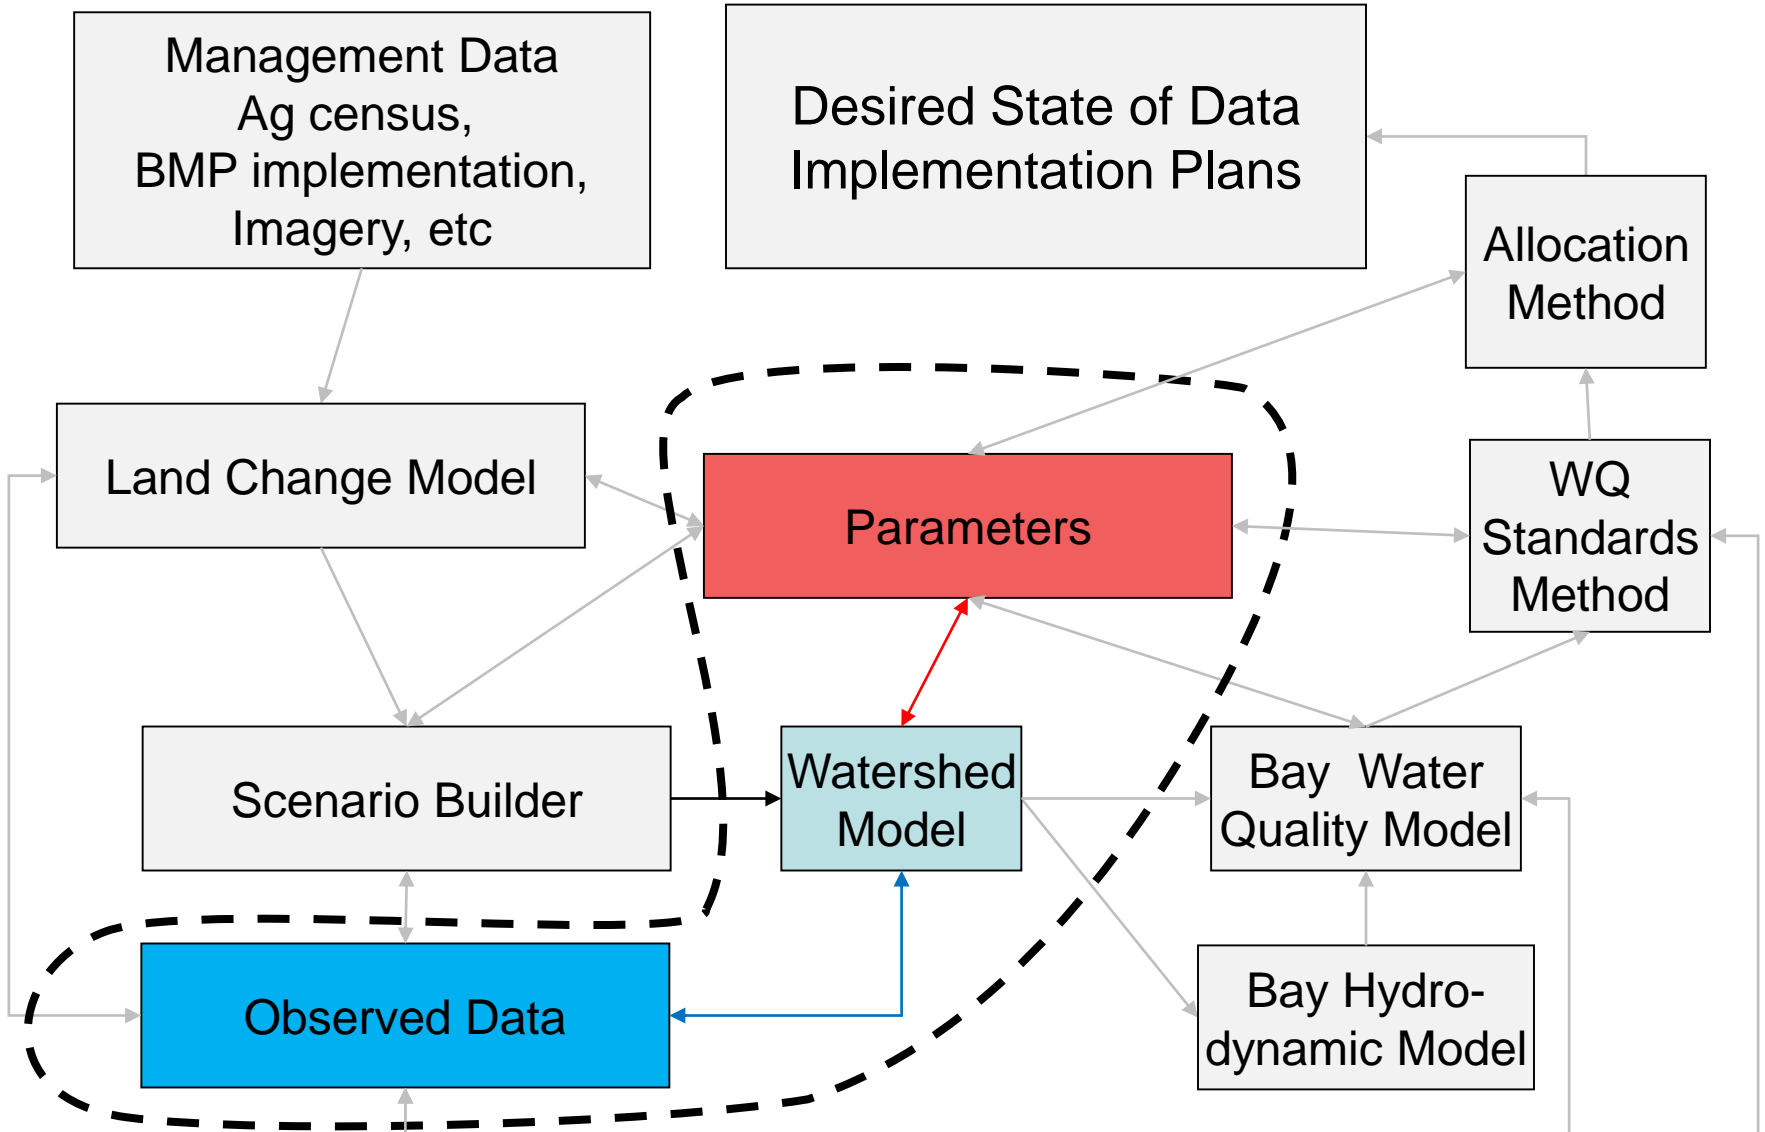 Management Data
Ag census,
BMP implementation,
Imagery, etc
Desired State of Data
Implementation Plans
Allocation
Method
Land Change Model
Parameters
WQ
Standards
Method
Scenario Builder
Watershed
Model
Bay Water
Quality Model
Observed Data
Bay Hydro-
dynamic Model